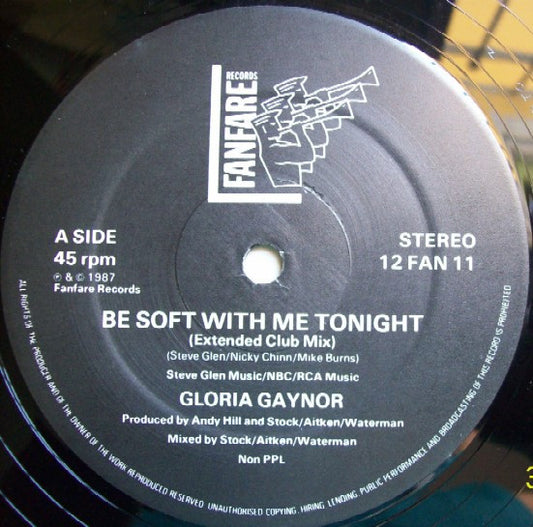 FANFARE
RECORDS
A SIDE
45 rpm
℗ & © 1987
Fanfare Records
STEREO
12 FAN 11
BE SOFT WITH ME TONIGHT
(Extended Club Mix)
(Steve Glen/Nicky Chinn/Mike Burns)
Steve Glen Music/NBC/RCA Music
GLORIA GAYNOR
Produced by Andy Hill and Stock/Aitken/Waterman
Mixed by Stock/Aitken/Waterman
Non PPL
ALL RIGHTS OF THE PRODUCER AND OF THE OWNER OF THE WORK REPRODUCED RESERVED. UNAUTHORISED COPYING, HIRING, LENDING, PUBLIC PERFORMANCE AND BROADCASTING OF THIS RECORD IS PROHIBITED